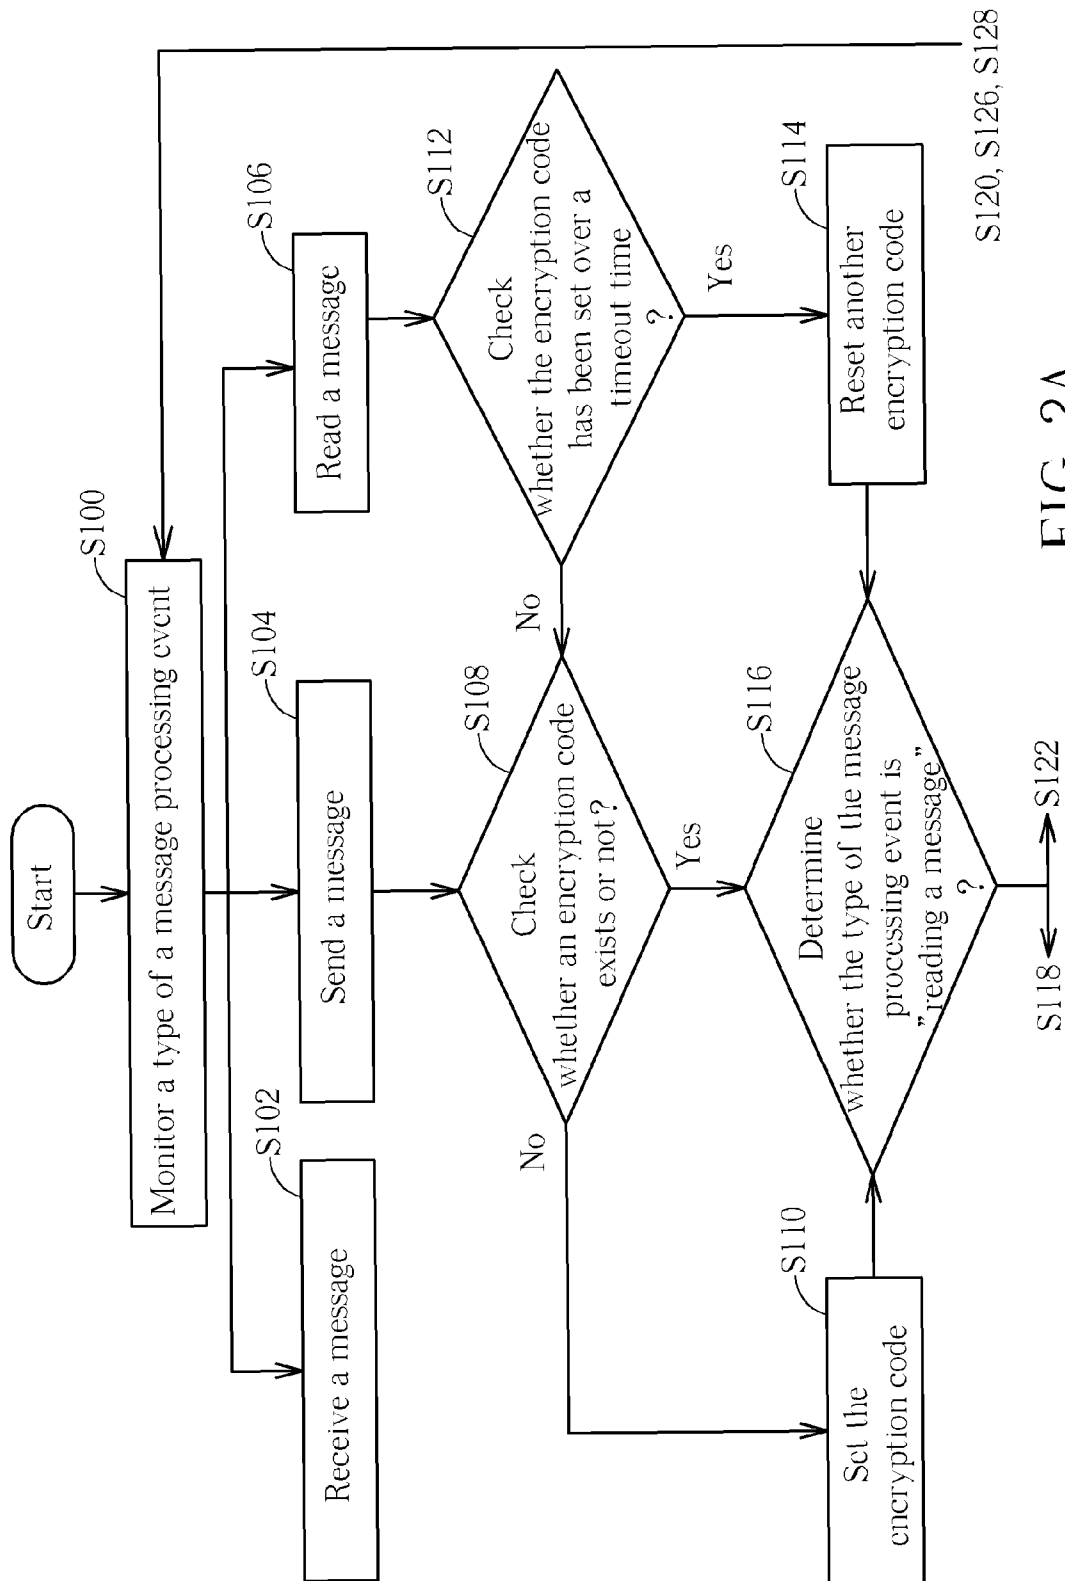 Start
S100
Monitor a type of a message processing event
S102
Receive a message
S104
Send a message
S106
Read a message
S108
Check
whether an encryption code
exists or not?
S112
Check
whether the encryption code
has been set over a
timeout time
?
No
No
Yes
Yes
S110
Set the
encryption code
S116
Determine
whether the type of the message
processing event is
"reading a message"
?
S114
Reset another
encryption code
S118
S122
S120, S126, S128
FIG. 2A